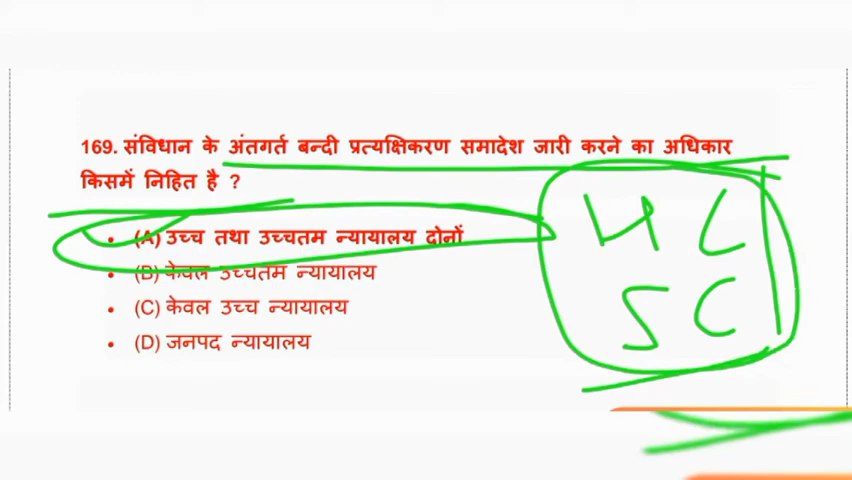 169. संविधान के अंतगर्त बन्दी प्रत्यक्षिकरण समादेश जारी करने का अधिकार
किसमें निहित है ?
(A) उच्च तथा उच्चतम न्यायालय दोनों
(B) केवल उच्चतम न्यायालय
(C) केवल उच्च न्यायालय
(D) जनपद न्यायालय
HC
SC